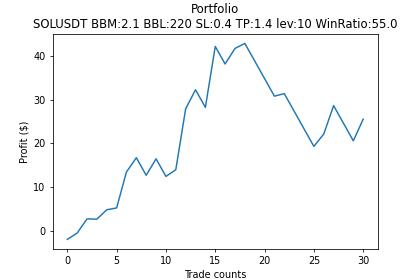 Portfolio
SOLUSDT BBM:2.1 BBL:220 SL:0.4 TP:1.4 lev:10 WinRatio:55.0
40
30
20
10
0
Profit ($)
0 5 10 15 20 25 30
Trade counts